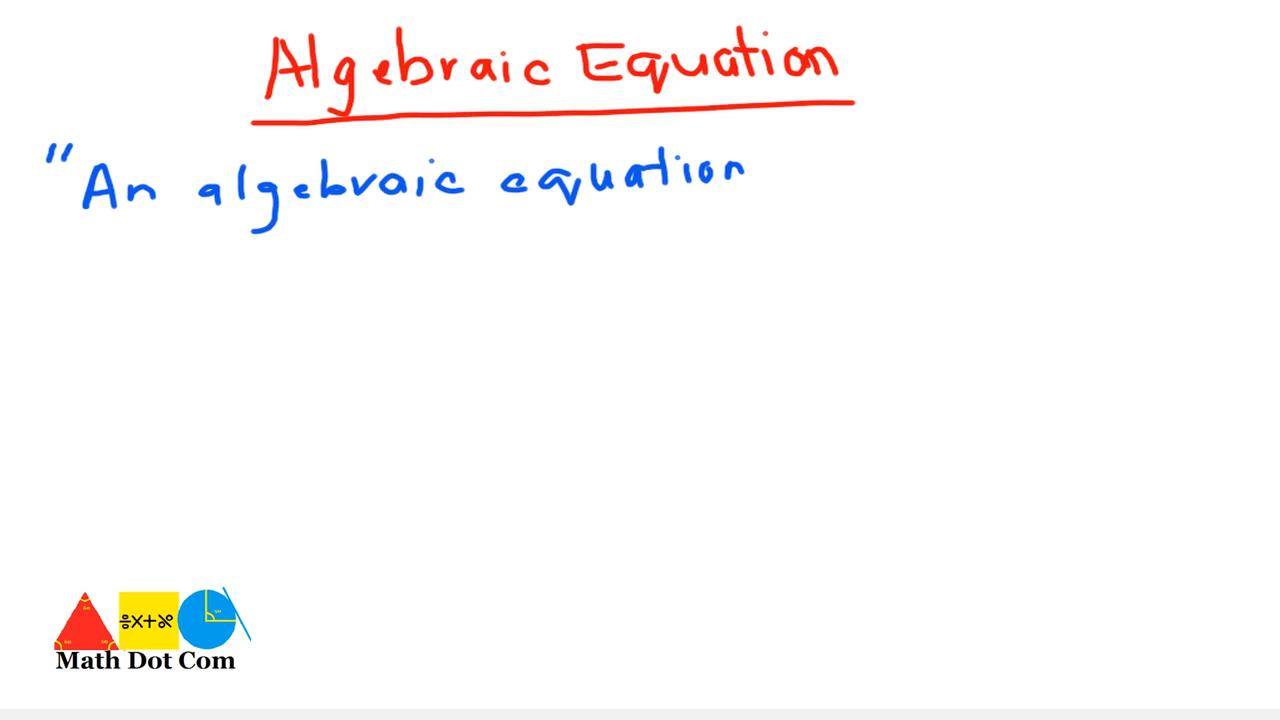 Algebraic Equation
"An algebraic equation
÷x+%
Math Dot Com